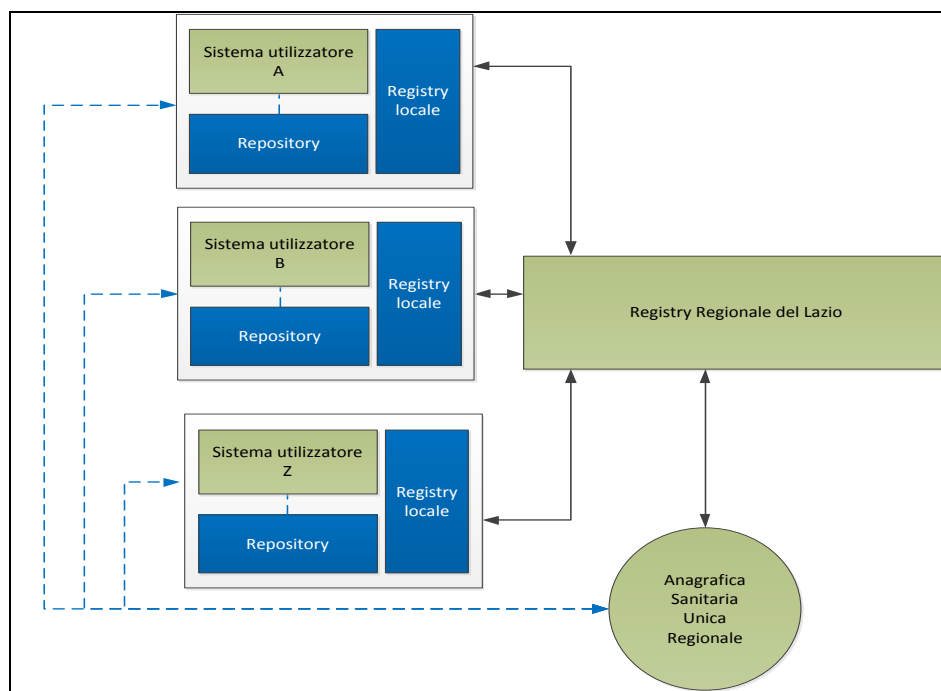 Sistema utilizzatore
A
Repository
Registry
locale
Sistema utilizzatore
B
Repository
Registry
locale
Registry Regionale del Lazio
Sistema utilizzatore
Z
Repository
Registry
locale
Anagrafica
Sanitaria
Unica
Regionale